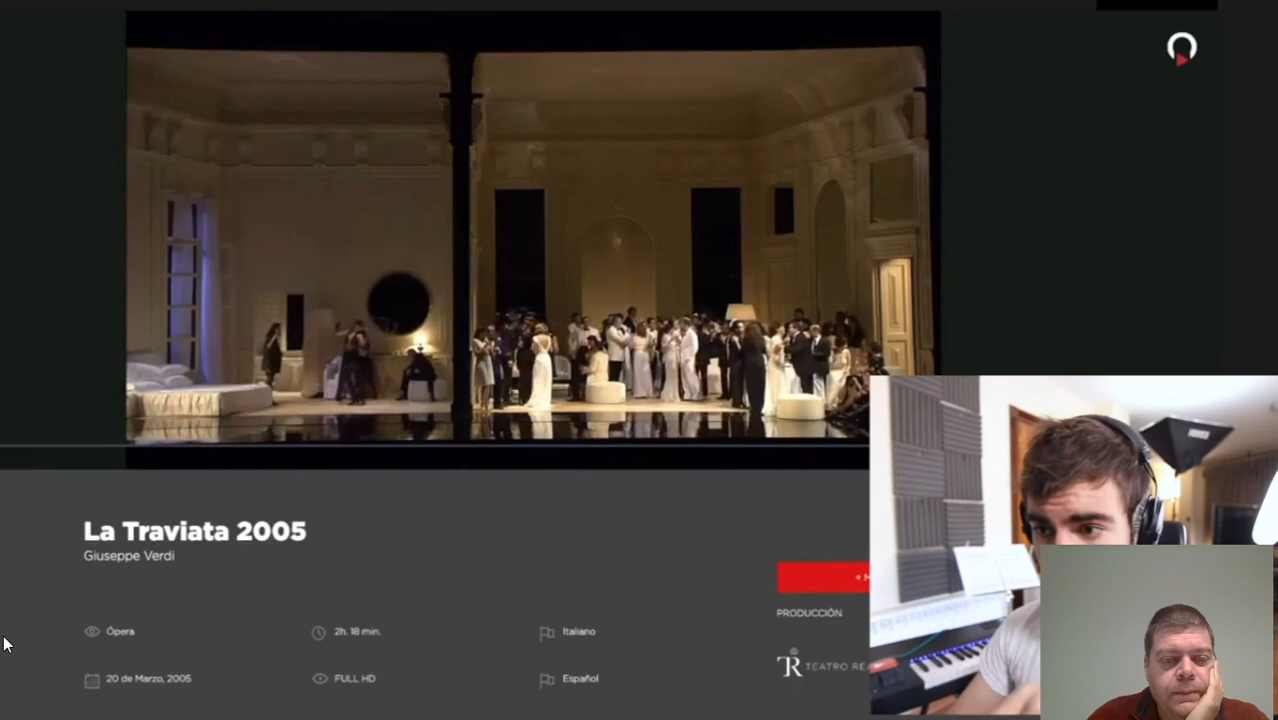 La Traviata 2005
Giuseppe Verdi
+ M
PRODUCCIÓN
Ópera
2h. 18 min.
Italiano
TR TEATRO REA
20 de Marzo, 2005
FULL HD
Español